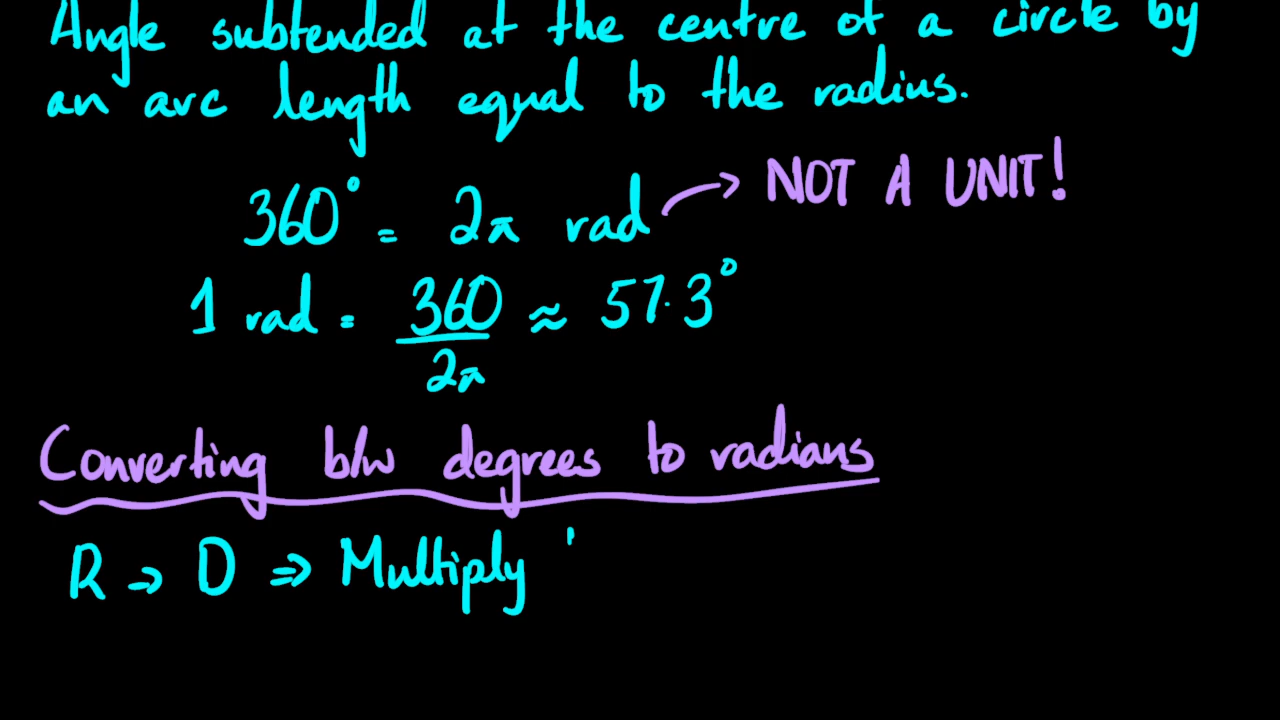 Angle subtended at the centre of a circle by
an arc length equal to the radius.
360° = 2π rad → NOT A UNIT!
1 rad = 360/2π ≈ 57.3°
Converting b/w degrees to radians
R → D ⇒ Multiply '